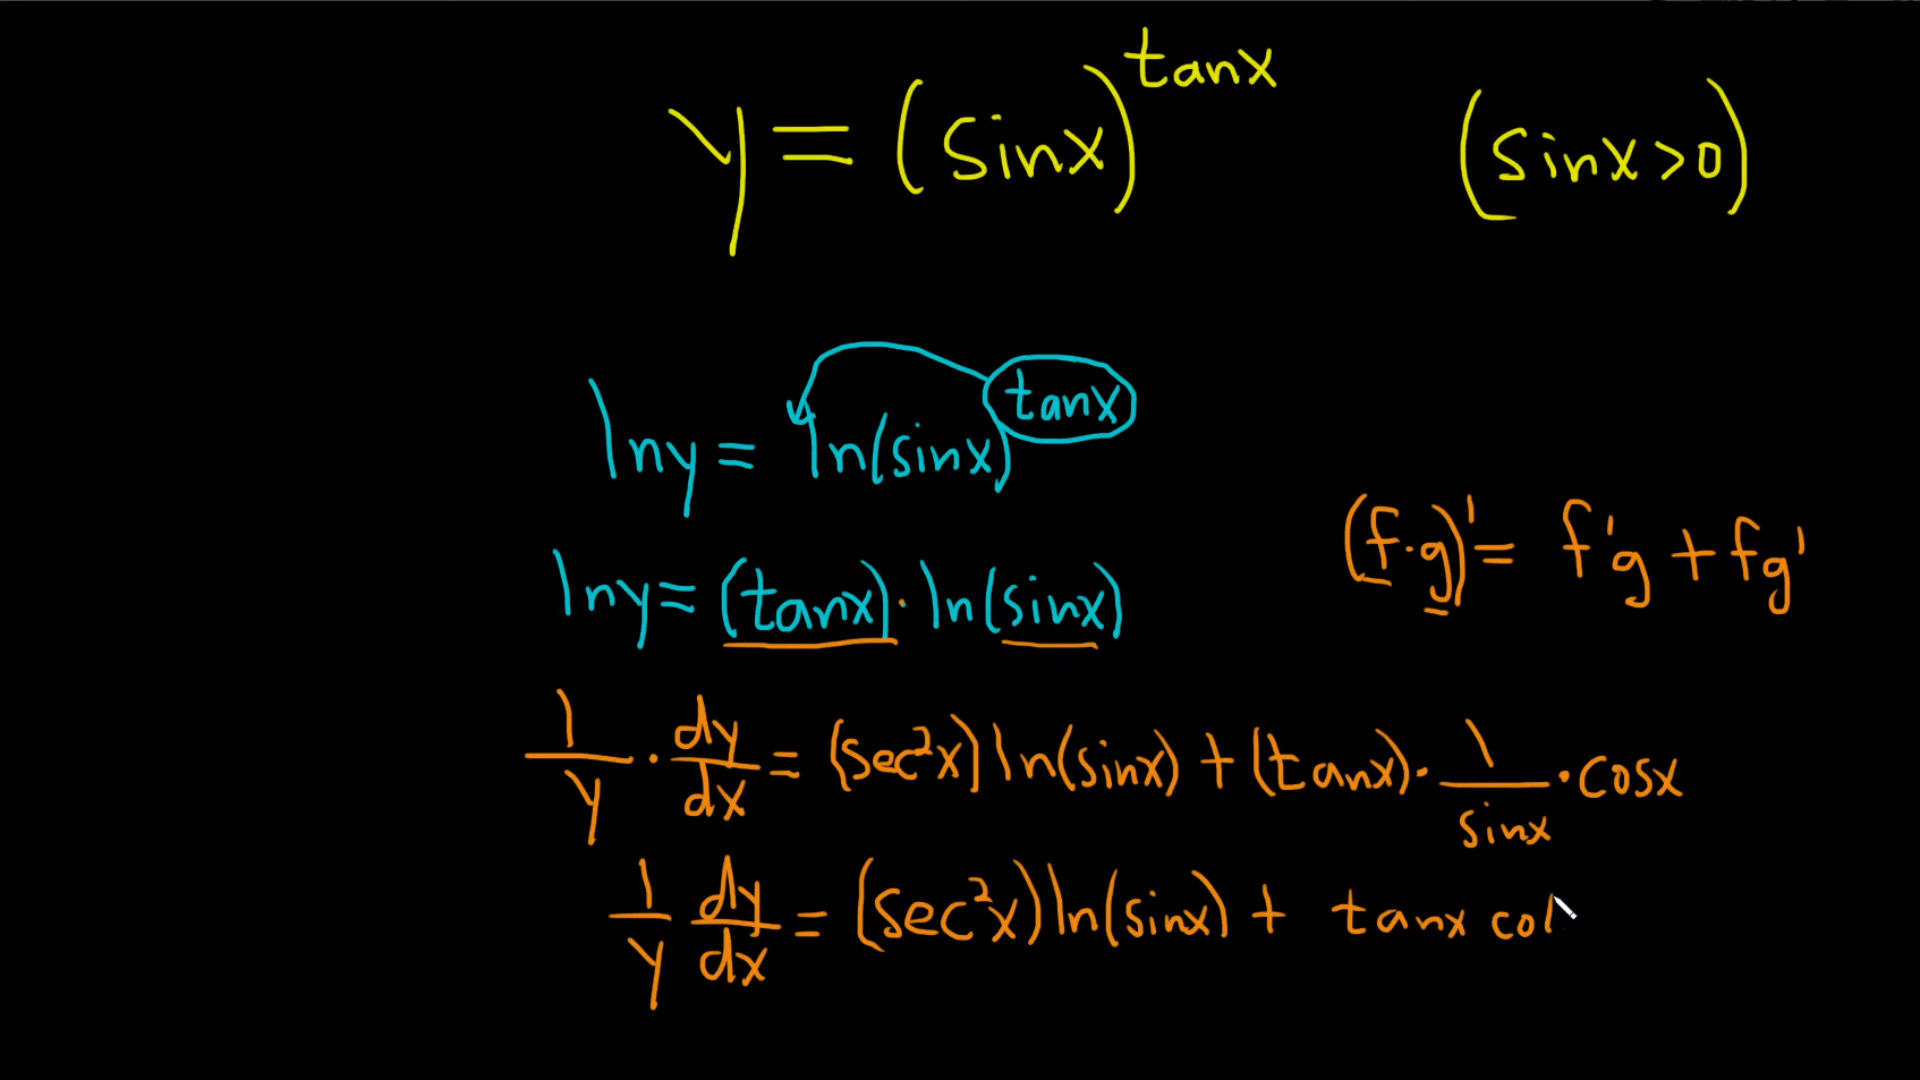 y = (sinx)^tanx (sinx>0)
lny = ln(sinx)^tanx
(f·g)' = f'g + fg'
lny = (tanx)·ln(sinx)
1/y · dy/dx = (sec²x) ln(sinx) + (tanx)· 1/sinx · cosx
1/y dy/dx = (sec²x) ln(sinx) + tanx co